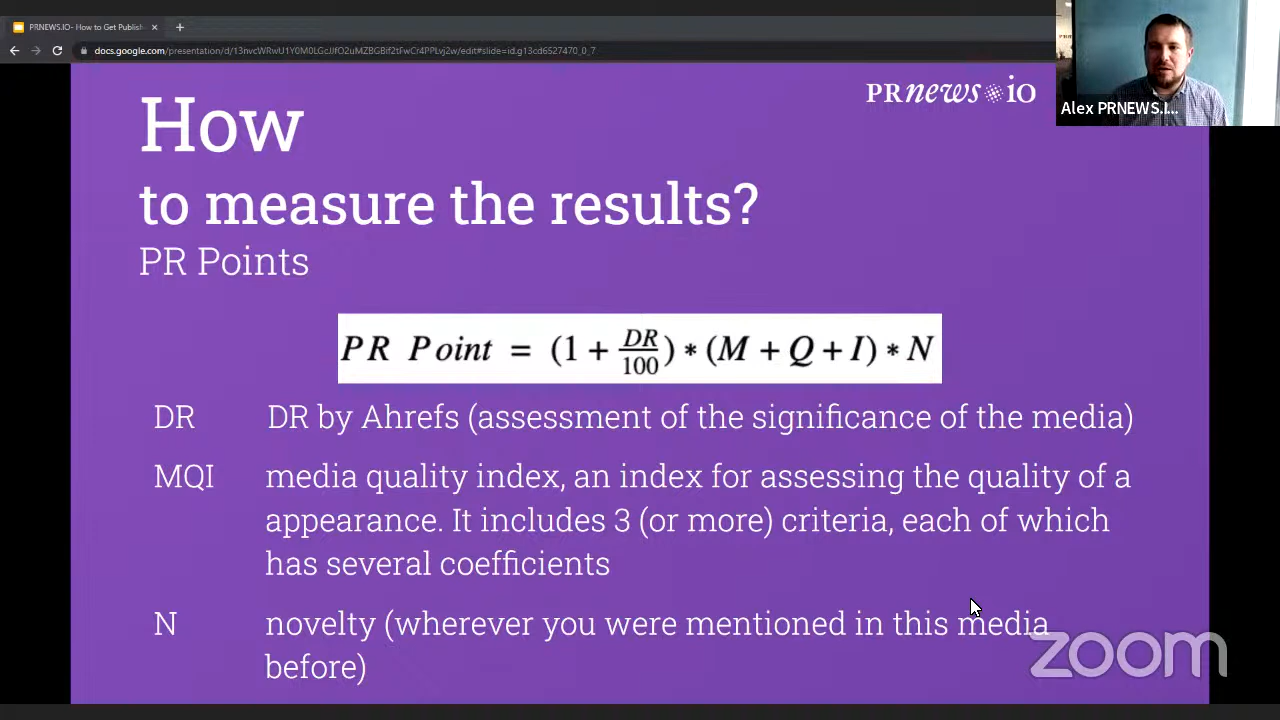 PRNEWS.IO- How to Get Publish
docs.google.com/presentation/d/13nvcWRwU1Y0M0LGcJJfO2uMZBGBlf2tFwCr4PPLvj2w/edit#slide=id.g13cd6527470_0_7
PRnews.io
Alex PRNEWS.I...
How
to measure the results?
PR Points
PR Point = (1 + DR/100) * (M + Q + I) * N
DR DR by Ahrefs (assessment of the significance of the media)
MQI media quality index, an index for assessing the quality of a
appearance. It includes 3 (or more) criteria, each of which
has several coefficients
N novelty (wherever you were mentioned in this media
before)
zoom